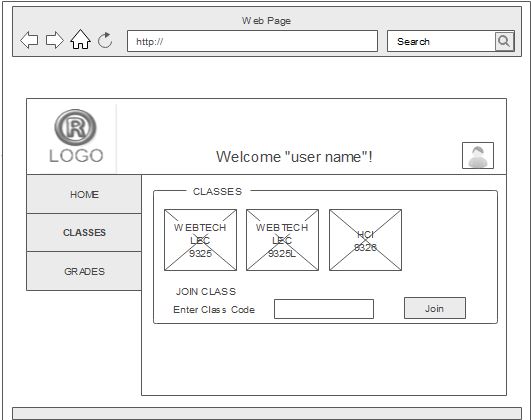 Web Page
http://
Search
R
LOGO
Welcome "user name"!
HOME
CLASSES
GRADES
CLASSES
WEBTECH
LEC
9325
WEBTECH
LEC
9325L
HCI
9328
JOIN CLASS
Enter Class Code
Join